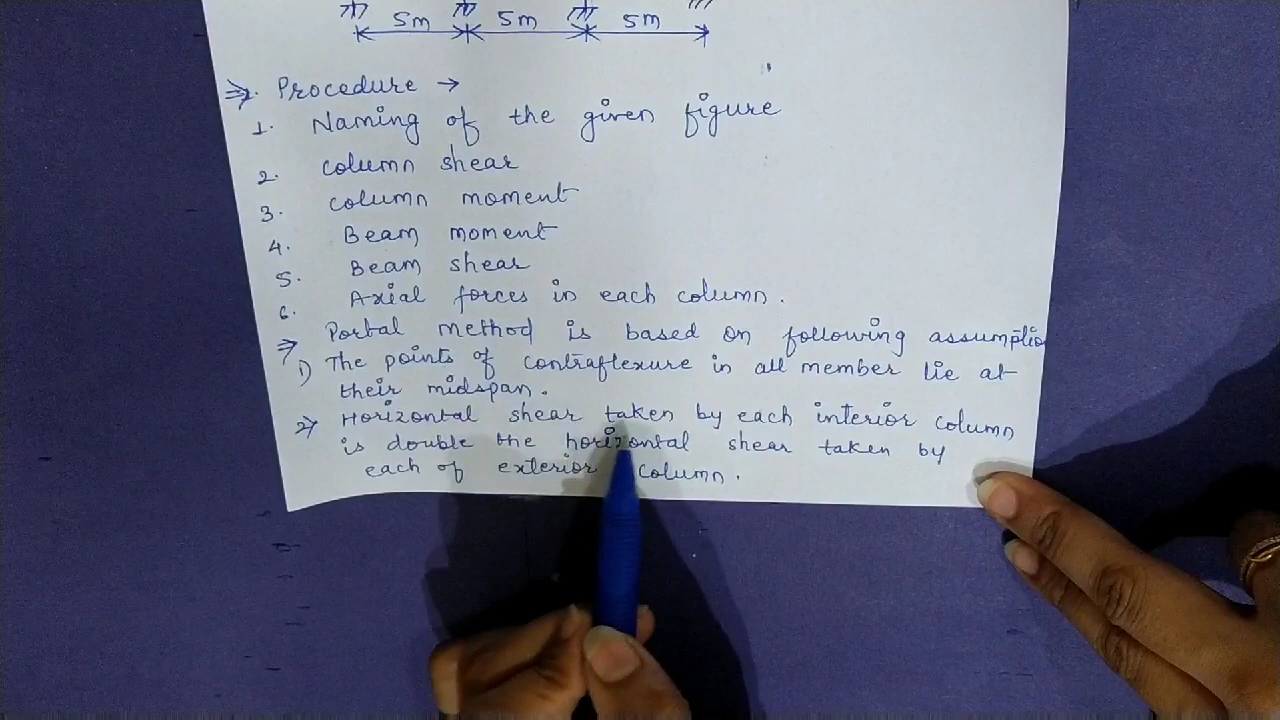 5m 5m 5m
⇒. Procedure →
1. Naming of the given figure
2. column shear
3. column moment
4. Beam moment
5. Beam shear
6. Axial forces in each column.
⇒ Portal method is based on following assumption
1) The points of contraflexure in all member lie at
their midspan.
2) Horizontal shear taken by each interior column
is double the horizontal shear taken by
each of exterior column.